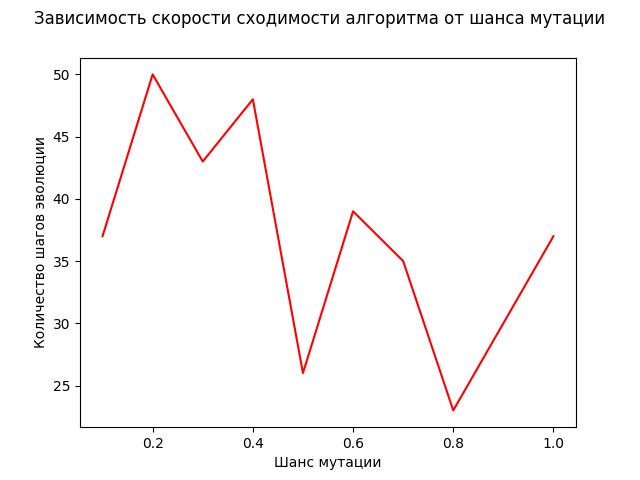 Зависимость скорости сходимости алгоритма от шанса мутации
50
45
40
35
30
25
Количество шагов эволюции
0.2 0.4 0.6 0.8 1.0
Шанс мутации